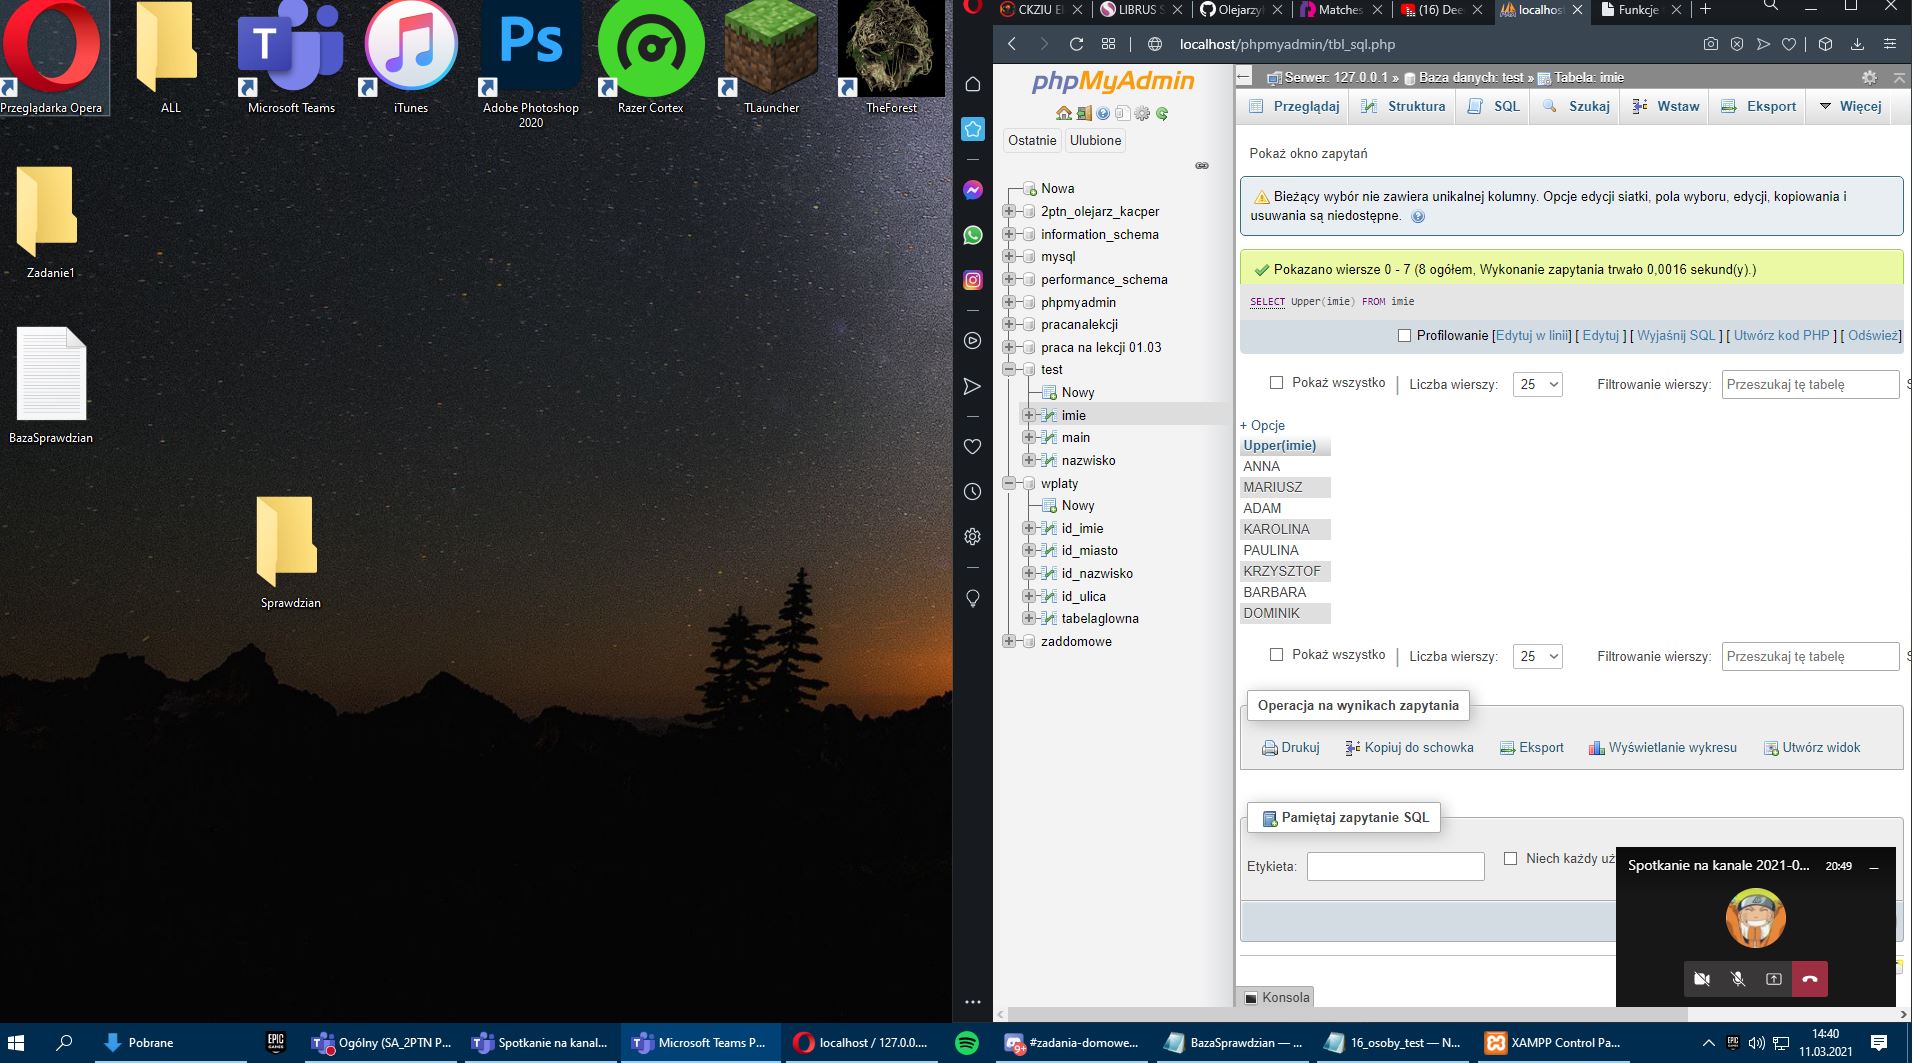 Przeglądarka Opera
ALL
T
Microsoft Teams
iTunes
Ps
Adobe Photoshop
2020
Razer Cortex
TLauncher
TheForest
Zadanie1
BazaSprawdzian
Sprawdzian
CKZIU
LIBRUS
Olejarzy
Matches
(16) Dee
localhos
Funkcje
localhost/phpmyadmin/tbl_sql.php
phpMyAdmin
Ostatnie
Ulubione
Nowa
2ptn_olejarz_kacper
information_schema
mysql
performance_schema
phpmyadmin
pracanalekcji
praca na lekcji 01.03
test
Nowy
imie
main
nazwisko
wplaty
Nowy
id_imie
id_miasto
id_nazwisko
id_ulica
tabelaglowna
zaddomowe
Serwer: 127.0.0.1 » Baza danych: test » Tabela: imie
Przeglądaj
Struktura
SQL
Szukaj
Wstaw
Eksport
Więcej
Pokaż okno zapytań
Bieżący wybór nie zawiera unikalnej kolumny. Opcje edycji siatki, pola wyboru, edycji, kopiowania i
usuwania są niedostępne.
Pokazano wiersze 0 - 7 (8 ogółem, Wykonanie zapytania trwało 0,0016 sekund(y).)
SELECT Upper(imie) FROM imie
Profilowanie [Edytuj w linii] [ Edytuj ] [ Wyjaśnij SQL ] [ Utwórz kod PHP ] [ Odśwież]
Pokaż wszystko | Liczba wierszy: 25 Filtrowanie wierszy: Przeszukaj tę tabelę
+ Opcje
Upper(imie)
ANNA
MARIUSZ
ADAM
KAROLINA
PAULINA
KRZYSZTOF
BARBARA
DOMINIK
Pokaż wszystko | Liczba wierszy: 25 Filtrowanie wierszy: Przeszukaj tę tabelę
Operacja na wynikach zapytania
Drukuj
Kopiuj do schowka
Eksport
Wyświetlanie wykresu
Utwórz widok
Pamiętaj zapytanie SQL
Etykieta:
Niech każdy uż
Konsola
Spotkanie na kanale 2021-0... 20:49
Pobrane
EPIC GAMES
Ogólny (SA_2PTN P...
Spotkanie na kanal...
Microsoft Teams P...
localhost / 127.0.0....
#zadania-domowe...
BazaSprawdzian — ...
16_osoby_test — N...
XAMPP Control Pa...
14:40
11.03.2021